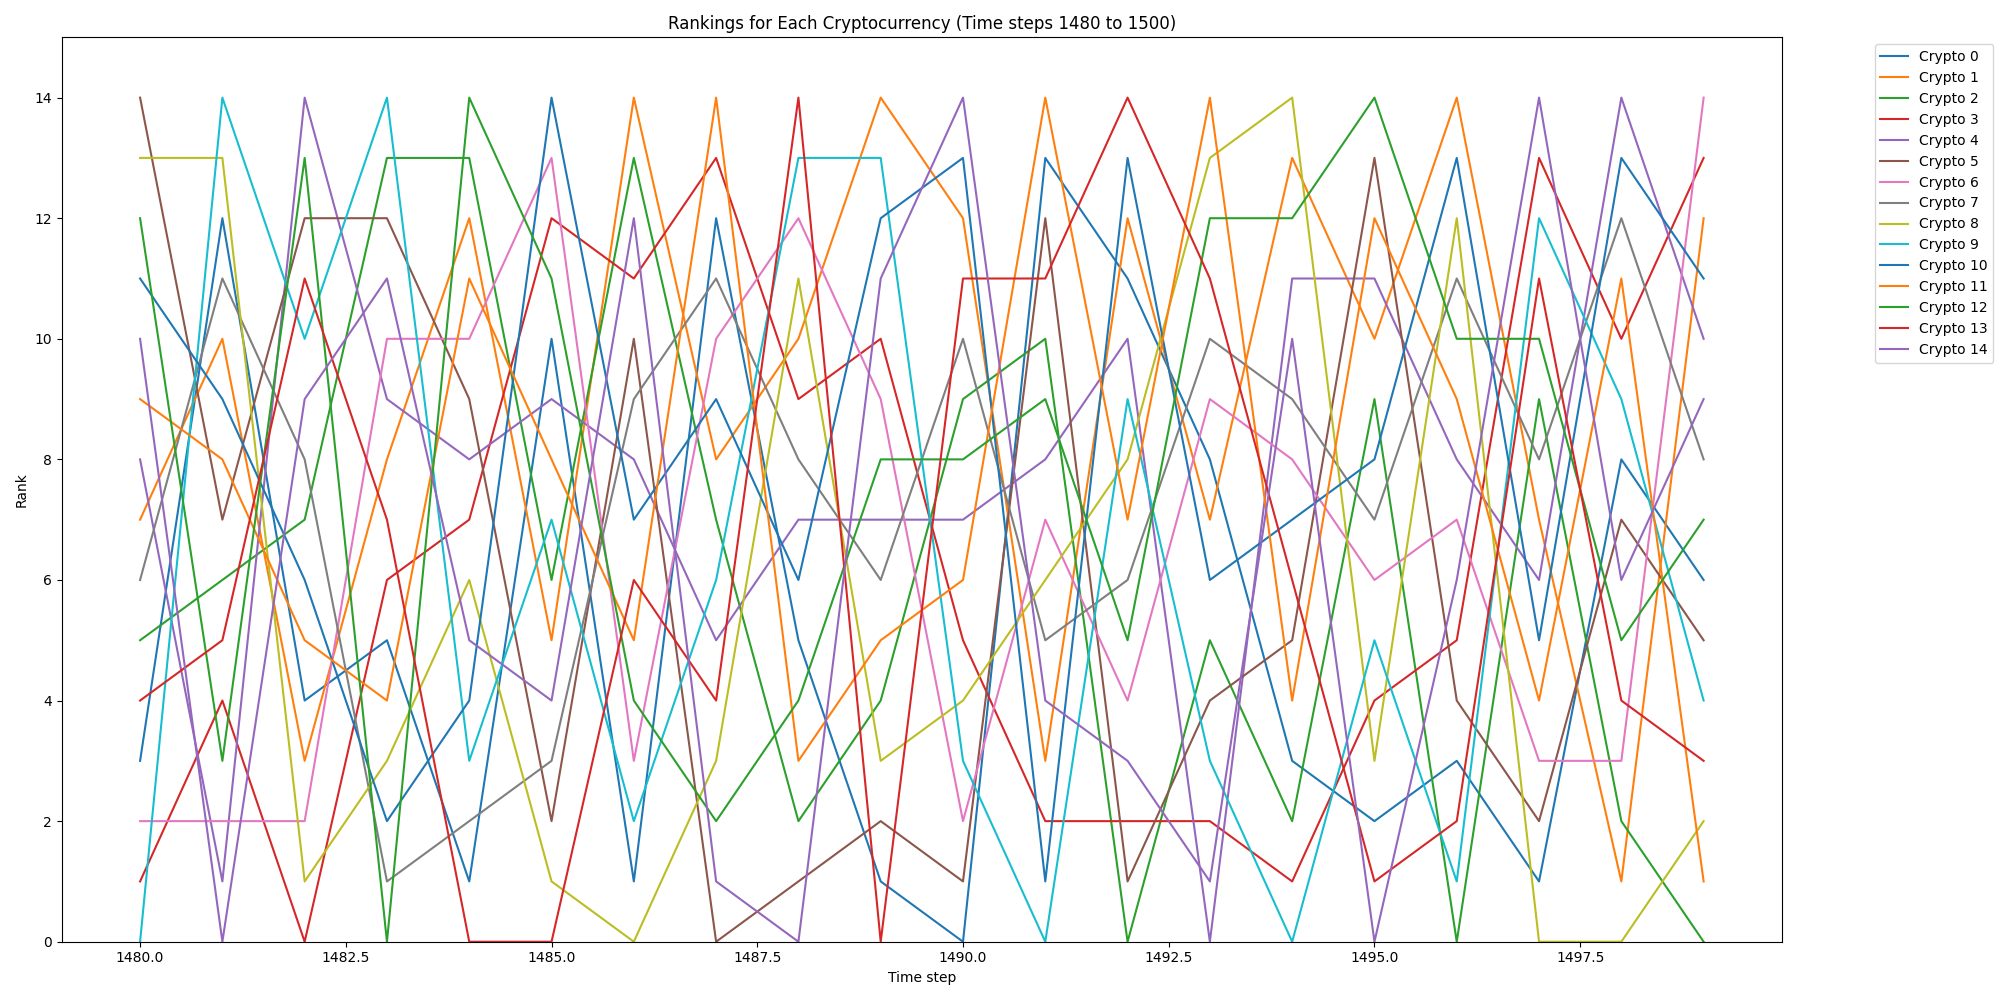 Rankings for Each Cryptocurrency (Time steps 1480 to 1500)
Rank
14
12
10
8
6
4
2
0
1480.0
1482.5
1485.0
1487.5
1490.0
1492.5
1495.0
1497.5
Time step
Crypto 0
Crypto 1
Crypto 2
Crypto 3
Crypto 4
Crypto 5
Crypto 6
Crypto 7
Crypto 8
Crypto 9
Crypto 10
Crypto 11
Crypto 12
Crypto 13
Crypto 14